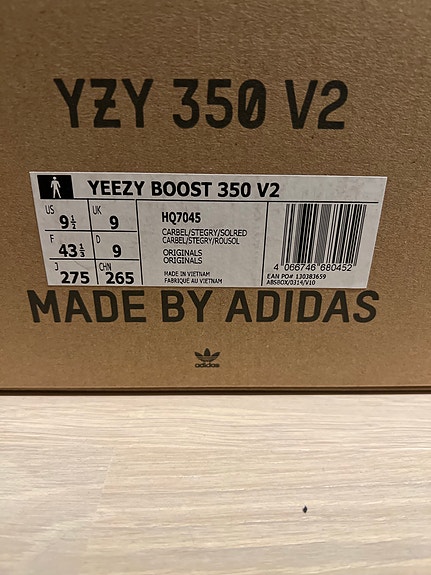 YZY 350 V2
YEEZY BOOST 350 V2
US 9½ UK 9
F 43⅓ D 9
J 275 CHN 265
HQ7045
CARBEL/STEGRY/SOLRED
CARBEL/STEGRY/ROUSOL
ORIGINALS
ORIGINALS
MADE IN VIETNAM
FABRIQUÉ AU VIETNAM
4 066746 680452
EAN PO# 130383659
ABSBOX/0314/V10
MADE BY ADIDAS
adidas